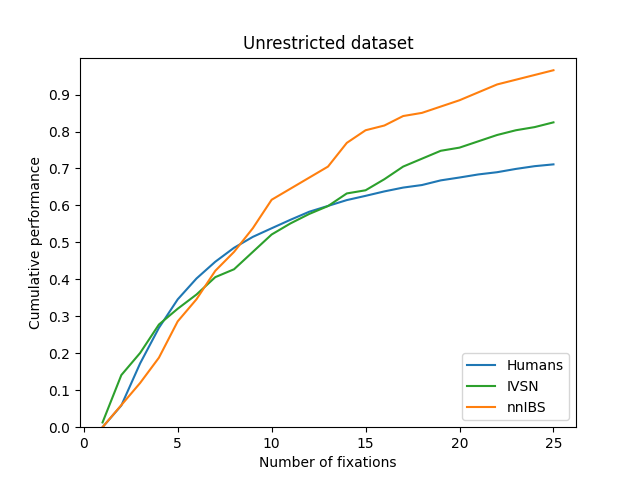 Unrestricted dataset
Cumulative performance
0.9
0.8
0.7
0.6
0.5
0.4
0.3
0.2
0.1
0.0
0 5 10 15 20 25
Number of fixations
Humans
IVSN
nnIBS